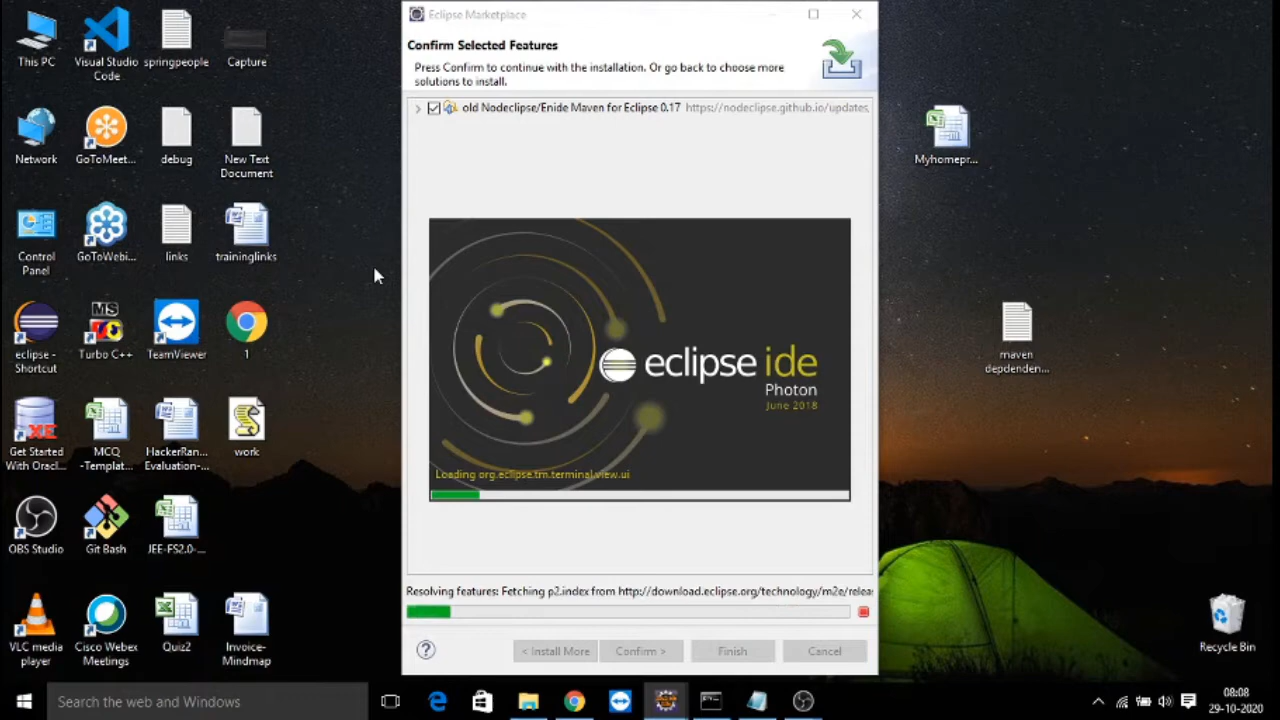 This PC
Visual Studio
Code
springpeople
Capture
Network
GoToMeet...
debug
New Text
Document
Control
Panel
GoToWebi...
links
traininglinks
eclipse -
Shortcut
MS
Turbo C++
TeamViewer
1
XE
Get Started
With Oracl...
MCQ
-Templat...
HackerRan...
Evaluation-...
work
OBS Studio
Git Bash
JEE-FS2.0-...
VLC media
player
Cisco Webex
Meetings
Quiz2
Invoice-
Mindmap
Eclipse Marketplace
Confirm Selected Features
Press Confirm to continue with the installation. Or go back to choose more
solutions to install.
old Nodeclipse/Enide Maven for Eclipse 0.17 https://nodeclipse.github.io/updates
eclipse ide
Photon
June 2018
Loading org.eclipse.tm.terminal.view.ui
Resolving features: Fetching p2.index from http://download.eclipse.org/technology/m2e/relea
?
< Install More
Confirm >
Finish
Cancel
Myhomepr...
maven
depdenden...
Recycle Bin
Search the web and Windows
08:08
29-10-2020